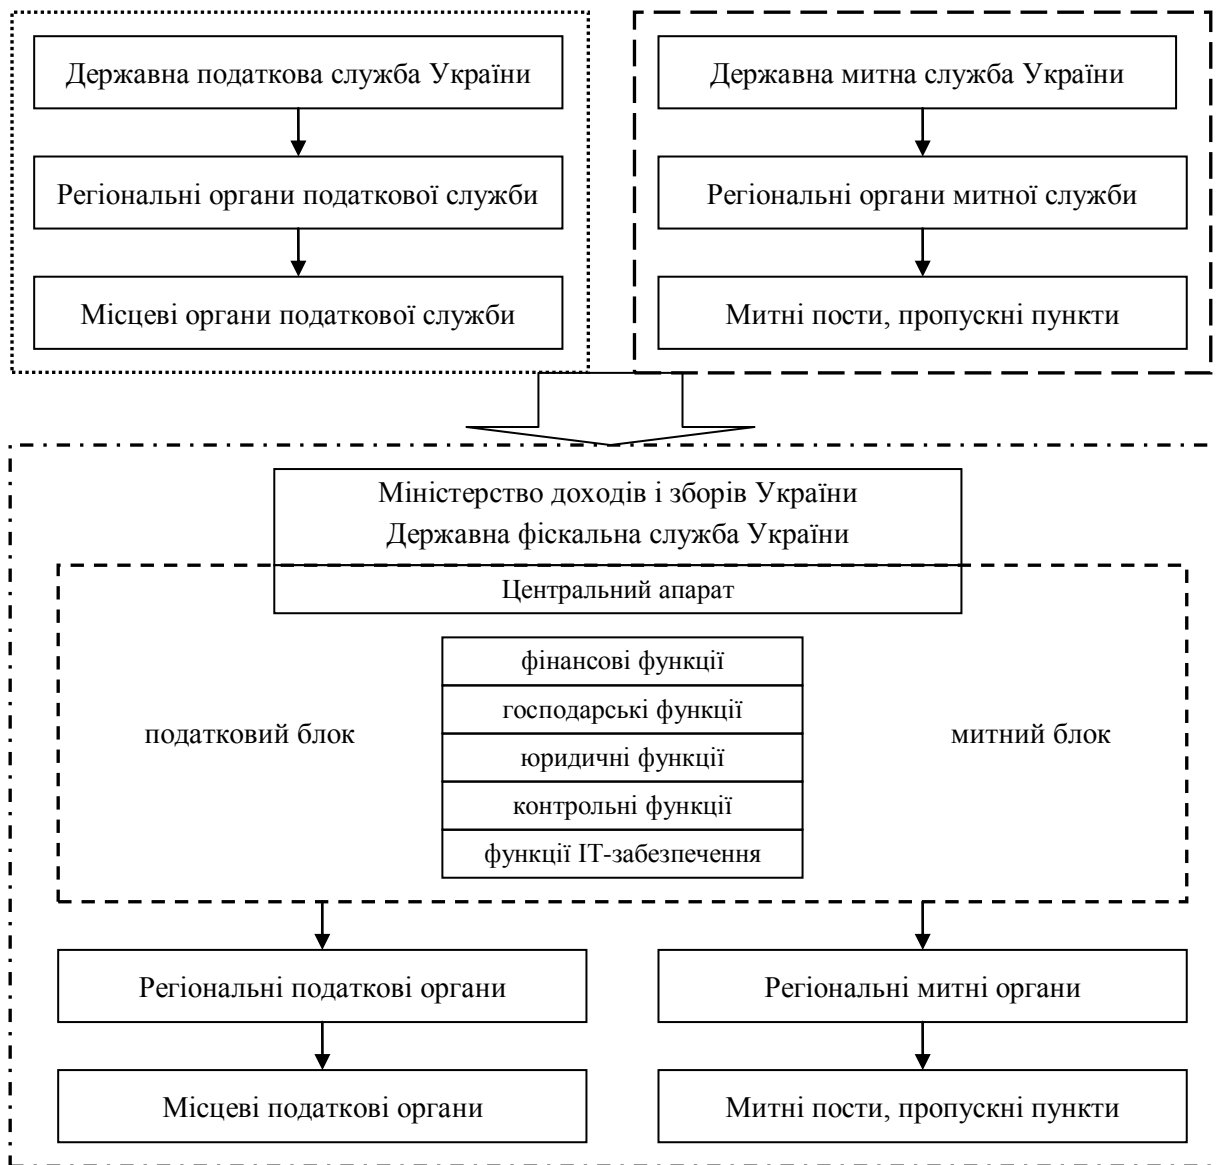 Державна податкова служба України
Регіональні органи податкової служби
Місцеві органи податкової служби
Державна митна служба України
Регіональні органи митної служби
Митні пости, пропускні пункти
Міністерство доходів і зборів України
Державна фіскальна служба України
Центральний апарат
податковий блок
фінансові функції
господарські функції
юридичні функції
контрольні функції
функції ІТ-забезпечення
митний блок
Регіональні податкові органи
Місцеві податкові органи
Регіональні митні органи
Митні пости, пропускні пункти